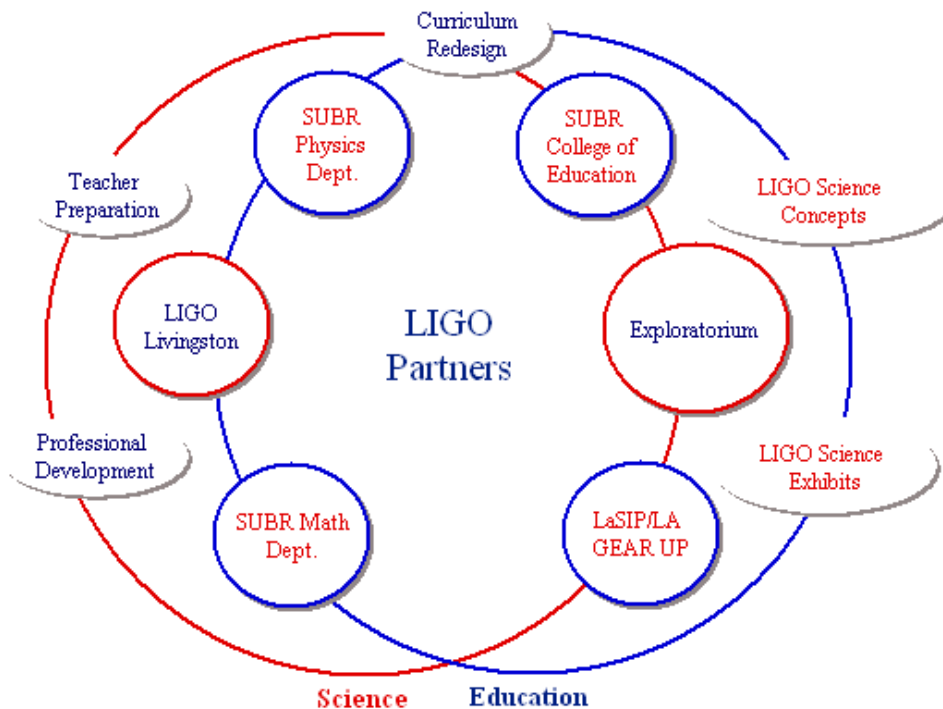 Curriculum
Redesign
SUBR
Physics
Dept.
SUBR
College of
Education
Teacher
Preparation
LIGO Science
Concepts
LIGO
Livingston
LIGO
Partners
Exploratorium
Professional
Development
LIGO Science
Exhibits
SUBR Math
Dept.
LaSIP/LA
GEAR UP
Science Education